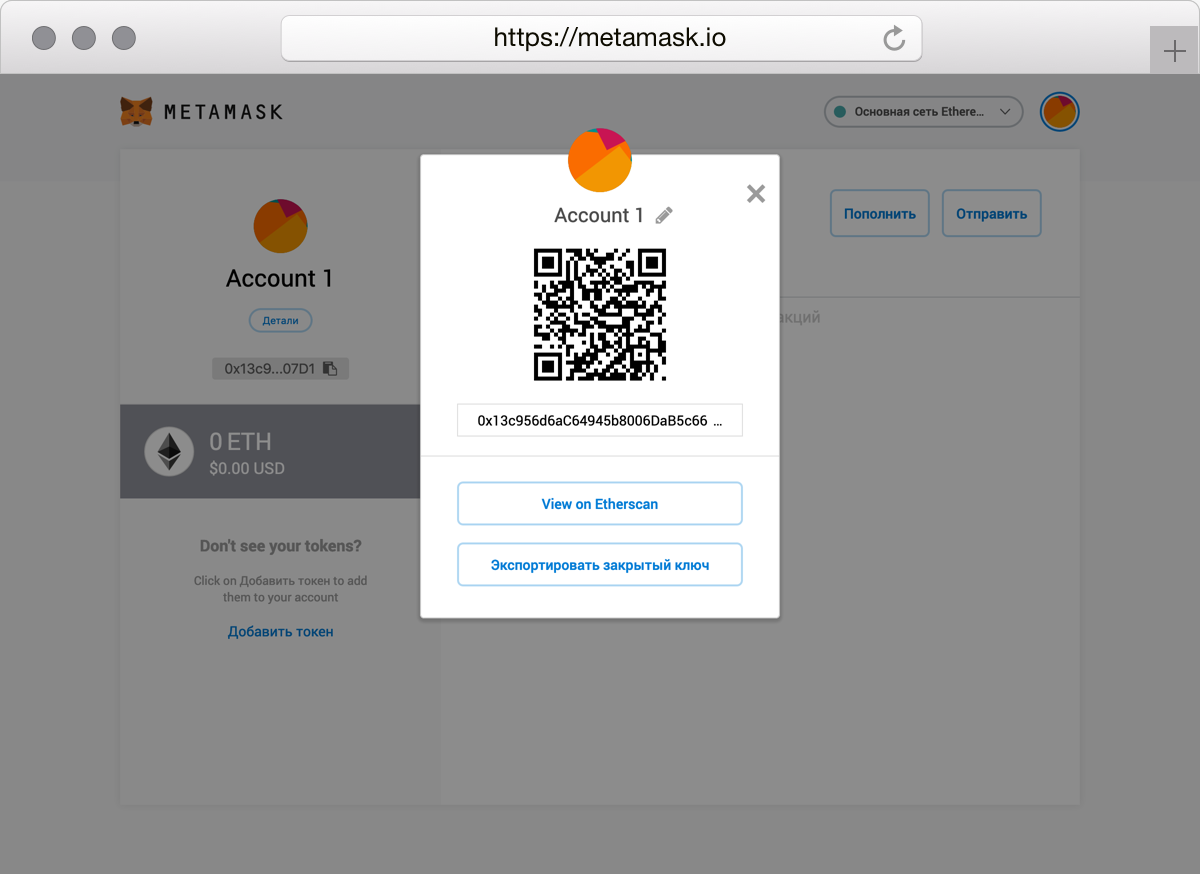 https://metamask.io
METAMASK
Основная сеть Ethere...
Account 1
Детали
0x13c9...07D1
0 ETH
$0.00 USD
Don't see your tokens?
Click on Добавить токен to add
them to your account
Добавить токен
Account 1
0x13c956d6aC64945b8006DaB5c66 ...
View on Etherscan
Экспортировать закрытый ключ
Пополнить
Отправить
акций